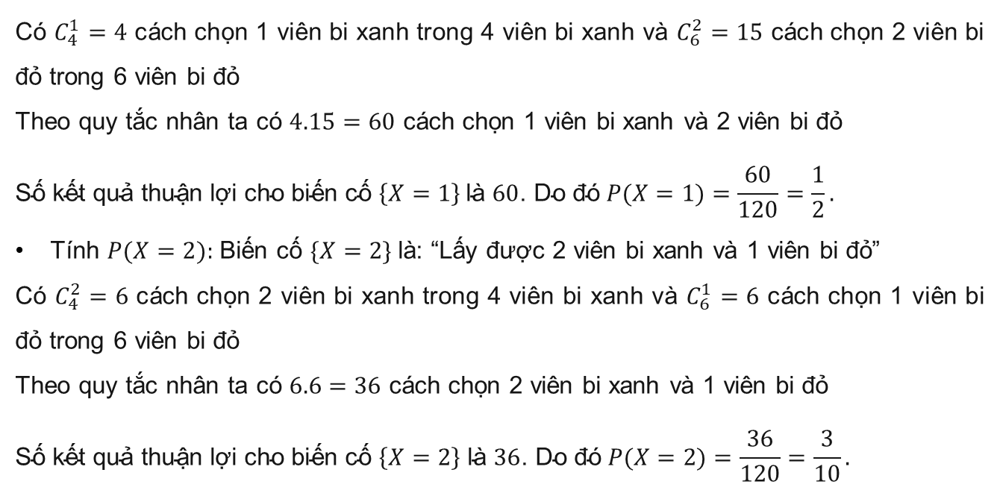 Có $C_4^1 = 4$ cách chọn 1 viên bi xanh trong 4 viên bi xanh và $C_6^2 = 15$ cách chọn 2 viên bi
đỏ trong 6 viên bi đỏ
Theo quy tắc nhân ta có $4.15 = 60$ cách chọn 1 viên bi xanh và 2 viên bi đỏ
Số kết quả thuận lợi cho biến cố $\{X = 1\}$ là $60$. Do đó $P(X = 1) = \frac{60}{120} = \frac{1}{2}$.
• Tính $P(X = 2)$: Biến cố $\{X = 2\}$ là: “Lấy được 2 viên bi xanh và 1 viên bi đỏ”
Có $C_4^2 = 6$ cách chọn 2 viên bi xanh trong 4 viên bi xanh và $C_6^1 = 6$ cách chọn 1 viên bi
đỏ trong 6 viên bi đỏ
Theo quy tắc nhân ta có $6.6 = 36$ cách chọn 2 viên bi xanh và 1 viên bi đỏ
Số kết quả thuận lợi cho biến cố $\{X = 2\}$ là $36$. Do đó $P(X = 2) = \frac{36}{120} = \frac{3}{10}$.